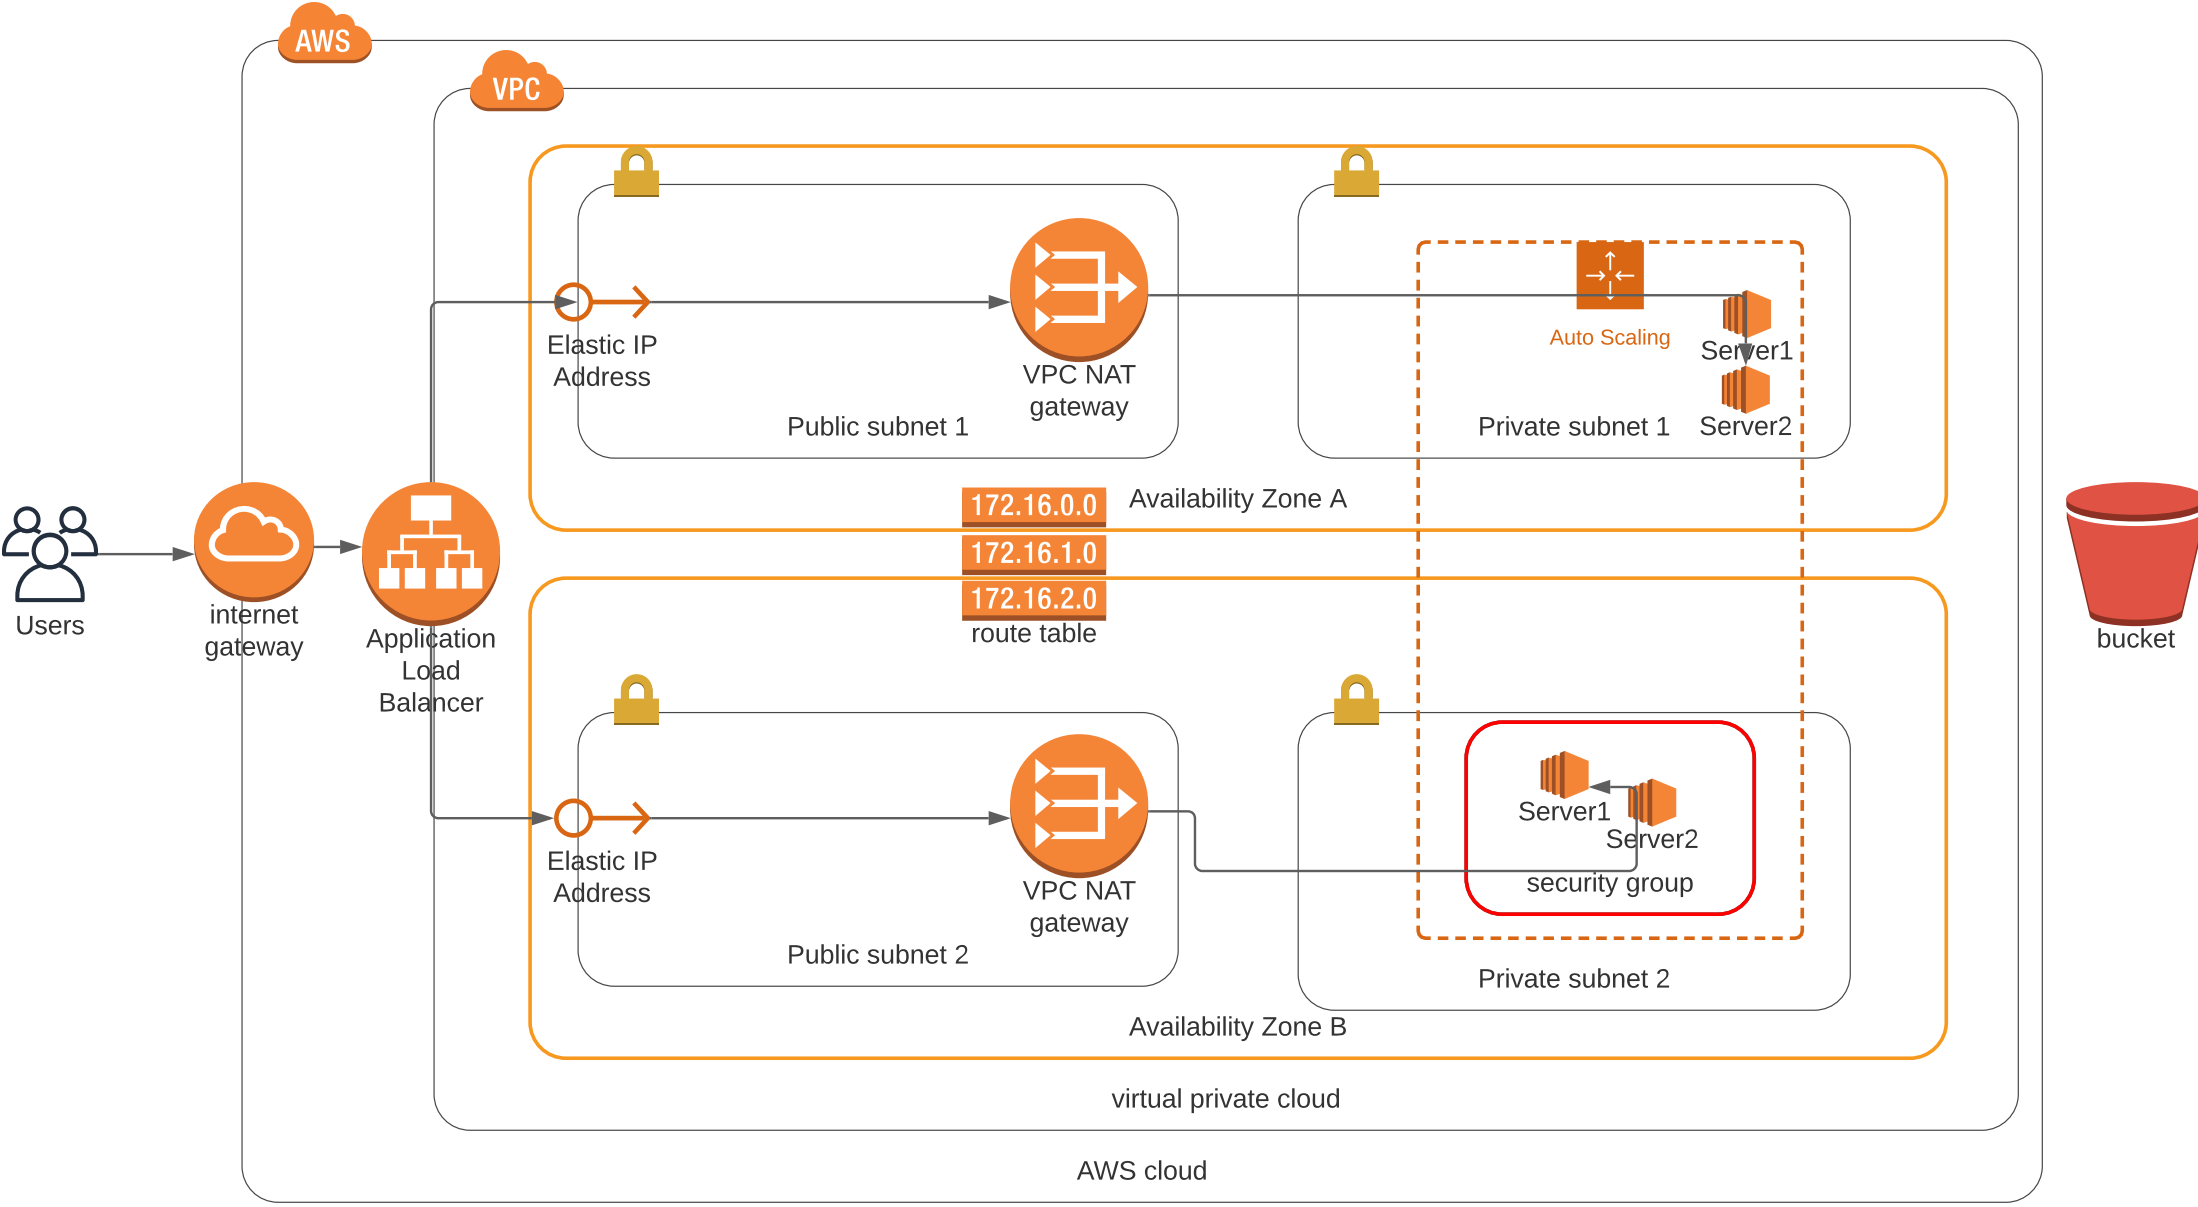 AWS
VPC
Elastic IP
Address
VPC NAT
gateway
Public subnet 1
Auto Scaling
Server1
Server2
Private subnet 1
Availability Zone A
172.16.0.0
172.16.1.0
172.16.2.0
route table
Users
internet
gateway
Application
Load
Balancer
bucket
Elastic IP
Address
VPC NAT
gateway
Public subnet 2
Server1
Server2
security group
Private subnet 2
Availability Zone B
virtual private cloud
AWS cloud